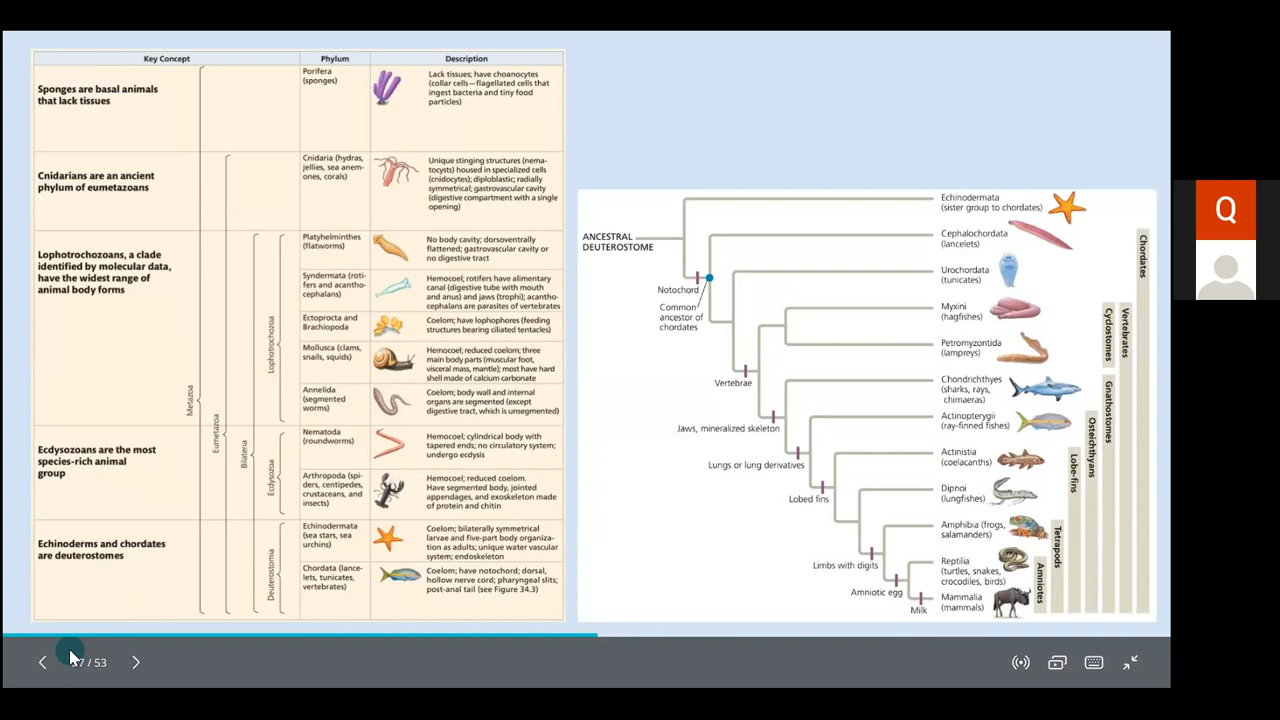 Key Concept
Phylum
Description
Sponges are basal animals
that lack tissues
Porifera
(sponges)
Lack tissues; have choanocytes
(collar cells—flagellated cells that
ingest bacteria and tiny food
particles)
Cnidarians are an ancient
phylum of eumetazoans
Cnidaria (hydras,
jellies, sea anem-
ones, corals)
Unique stinging structures (nema-
tocysts) housed in specialized cells
(cnidocytes); diploblastic; radially
symmetrical; gastrovascular cavity
(digestive compartment with a single
opening)
Lophotrochozoans, a clade
identified by molecular data,
have the widest range of
animal body forms
Platyhelminthes
(flatworms)
No body cavity; dorsoventrally
flattened; gastrovascular cavity or
no digestive tract
Syndermata (roti-
fers and acantho-
cephalans)
Hemocoel; rotifers have alimentary
canal (digestive tube with mouth
and anus) and jaws (trophi); acantho-
cephalans are parasites of vertebrates
Ectoprocta and
Brachiopoda
Coelom; have lophophores (feeding
structures bearing ciliated tentacles)
Mollusca (clams,
snails, squids)
Hemocoel; reduced coelom; three
main body parts (muscular foot,
visceral mass, mantle); most have hard
shell made of calcium carbonate
Annelida
(segmented
worms)
Coelom; body wall and internal
organs are segmented (except
digestive tract, which is unsegmented)
Ecdysozoans are the most
species-rich animal
group
Nematoda
(roundworms)
Hemocoel; cylindrical body with
tapered ends; no circulatory system;
undergo ecdysis
Arthropoda (spi-
ders, centipedes,
crustaceans, and
insects)
Hemocoel; reduced coelom.
Have segmented body, jointed
appendages, and exoskeleton made
of protein and chitin
Echinoderms and chordates
are deuterostomes
Echinodermata
(sea stars, sea
urchins)
Coelom; bilaterally symmetrical
larvae and five-part body organiza-
tion as adults; unique water vascular
system; endoskeleton
Chordata (lance-
lets, tunicates,
vertebrates)
Coelom; have notochord; dorsal,
hollow nerve cord; pharyngeal slits;
post-anal tail (see Figure 34.3)
Metazoa
Eumetazoa
Bilateria
Lophotrochozoa
Ecdysozoa
Deuterostomia
ANCESTRAL
DEUTEROSTOME
Notochord
Common
ancestor of
chordates
Vertebrae
Jaws, mineralized skeleton
Lungs or lung derivatives
Lobed fins
Limbs with digits
Amniotic egg
Milk
Echinodermata
(sister group to chordates)
Cephalochordata
(lancelets)
Urochordata
(tunicates)
Myxini
(hagfishes)
Petromyzontida
(lampreys)
Chondrichthyes
(sharks, rays,
chimaeras)
Actinopterygii
(ray-finned fishes)
Actinistia
(coelacanths)
Dipnoi
(lungfishes)
Amphibia (frogs,
salamanders)
Reptilia
(turtles, snakes,
crocodiles, birds)
Mammalia
(mammals)
Chordates
Vertebrates
Cyclostomes
Gnathostomes
Osteichthyans
Lobe-fins
Tetrapods
Amniotes
7 / 53
Q